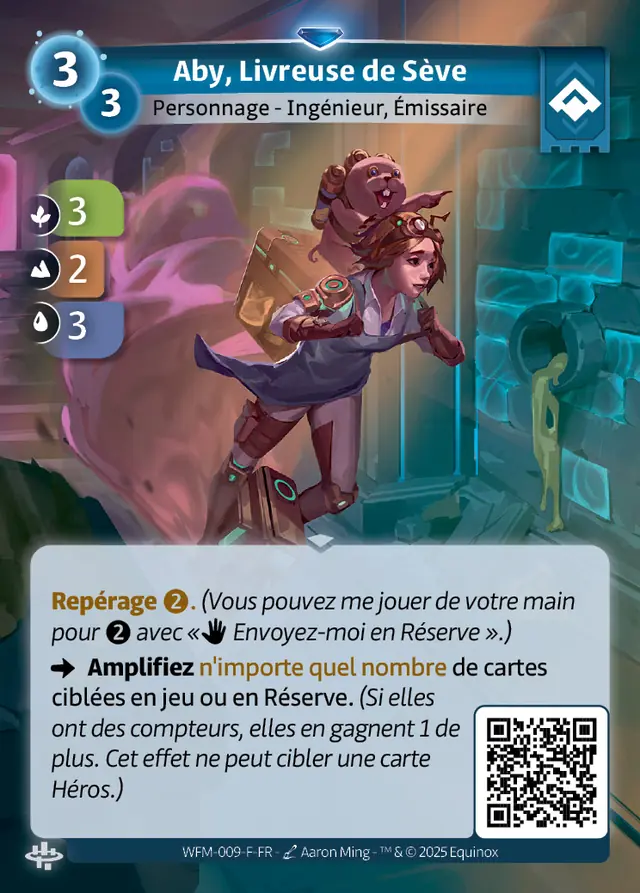 3
3
Aby, Livreuse de Sève
Personnage - Ingénieur, Émissaire
3
2
3
Repérage 2. (Vous pouvez me jouer de votre main
pour 2 avec « Envoyez-moi en Réserve ».)
Amplifiez n'importe quel nombre de cartes
ciblées en jeu ou en Réserve. (Si elles
ont des compteurs, elles en gagnent 1 de
plus. Cet effet ne peut cibler une carte
Héros.)
WFM-009-F-FR - Aaron Ming - ™ & © 2025 Equinox